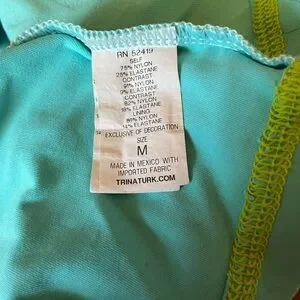 RN 52419
SELF
75% NYLON
25% ELASTANE
CONTRAST
91% NYLON
9% ELASTANE
CONTRAST
82% NYLON
18% ELASTANE
LINING
86% NYLON
14% ELASTANE
EXCLUSIVE OF DECORATION
SIZE
M
MADE IN MEXICO WITH
IMPORTED FABRIC
TRINATURK.COM